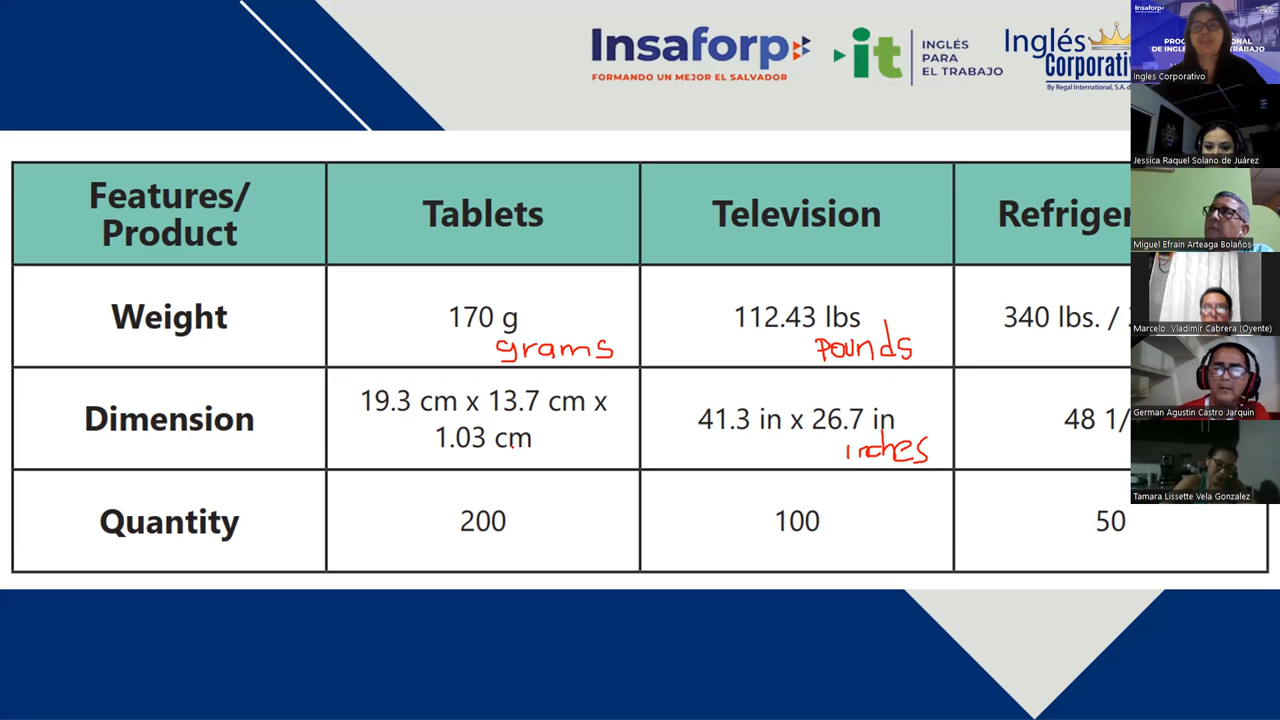 Insaforp
FORMANDO UN MEJOR EL SALVADOR
it
INGLÉS
PARA
EL TRABAJO
Inglés
Corporativ
By Regal International, S.A. d
Insaforp
Ingles Corporativo
Jessica Raquel Solano de Juárez
Miguel Efrain Arteaga Bolaños
Marcelo Vladimir Cabrera (Oyente)
German Agustin Castro Jarquin
Tamara Lissette Vela Gonzalez
Features/
Product
Tablets
Television
Refriger
Weight
170 g
grams
112.43 lbs
pounds
340 lbs. /
Dimension
19.3 cm x 13.7 cm x
1.03 cm
41.3 in x 26.7 in
inches
48 1/
Quantity
200
100
50